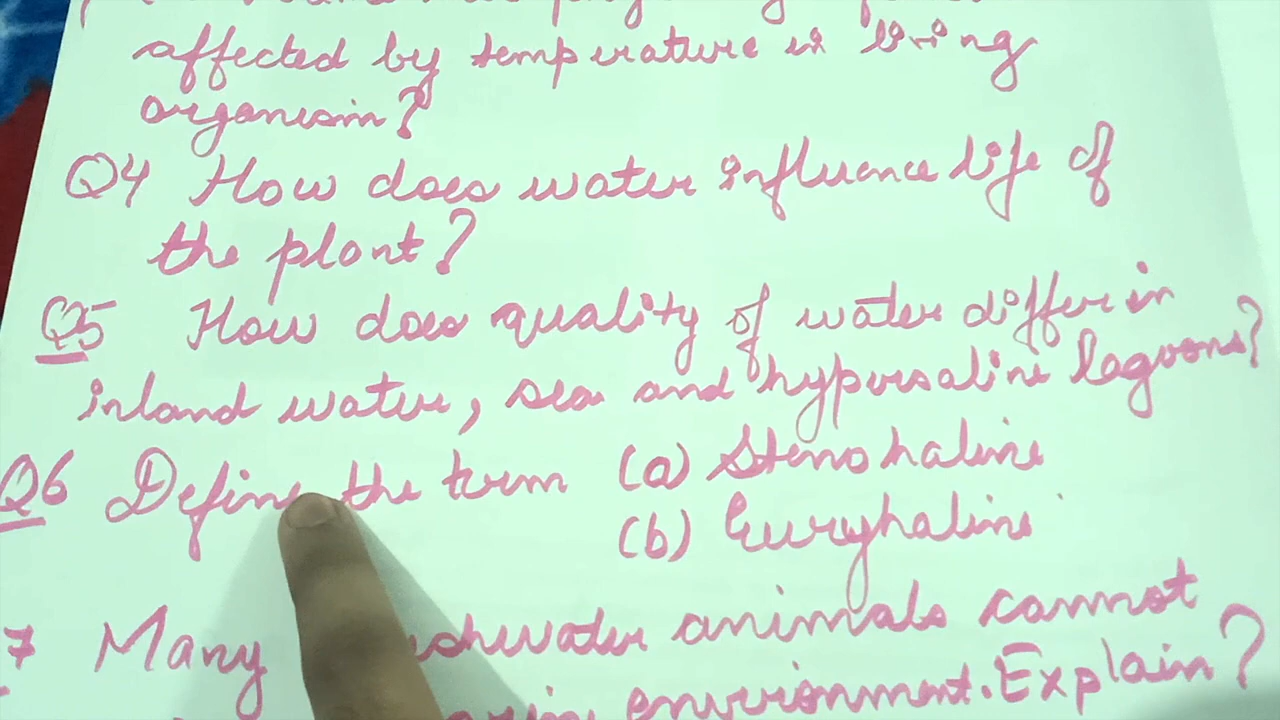 affected by temperature in living
organism?
Q4 How does water influence life of
the plant?
Q5 How does quality of water differ in
inland water, sea and hypersaline lagoons?
Q6 Define the term (a) Stenohaline
(b) Euryhaline
7 Many animals cannot
environment. Explain?